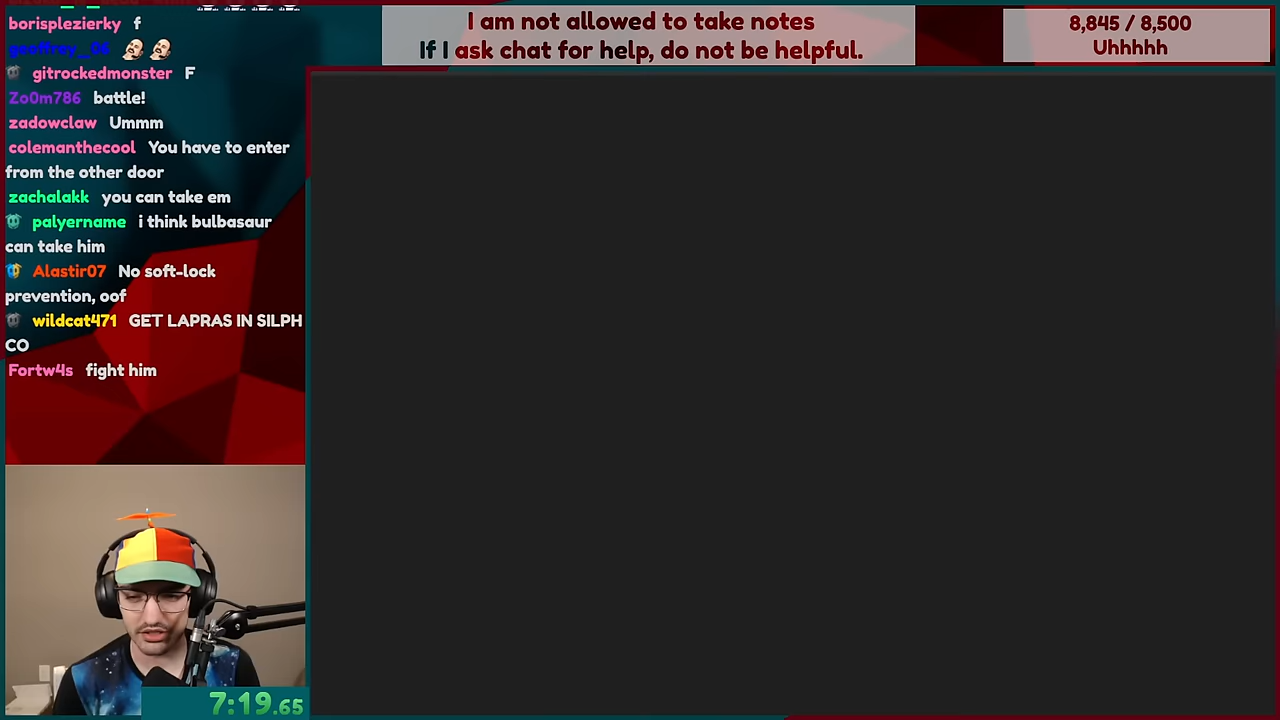 borisplezierky f
geoffrey_06
gitrockedmonster F
Zo0m786 battle!
zadowclaw Ummm
colemanthecool You have to enter
from the other door
zachalakk you can take em
palyername i think bulbasaur
can take him
Alastir07 No soft-lock
prevention, oof
wildcat471 GET LAPRAS IN SILPH
CO
Fortw4s fight him
I am not allowed to take notes
If I ask chat for help, do not be helpful.
8,845 / 8,500
Uhhhhh
7:19.65